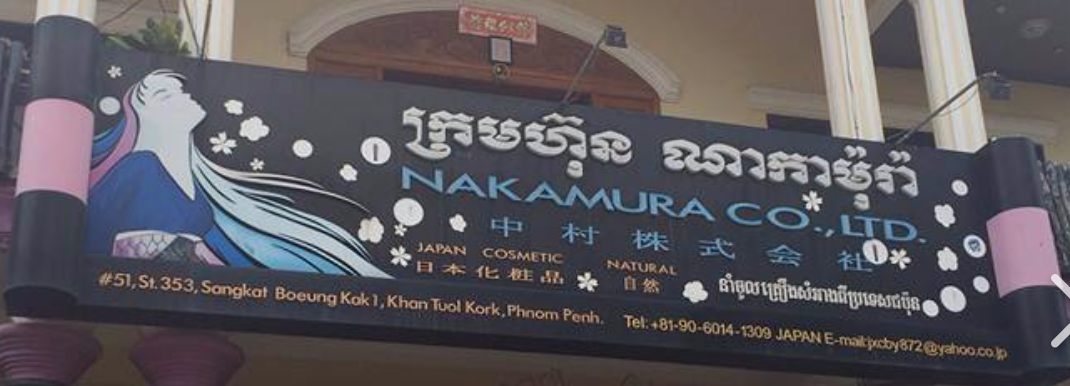 ក្រុមហ៊ុន ណាកាម៉ុរ៉ា
NAKAMURA CO.,LTD.
中村株式会社
JAPAN COSMETIC NATURAL
日本化粧品 自然
នាំចូលគ្រឿងសំអាងពីប្រទេសជប៉ុន
#51, St. 353, Sangkat Boeung Kak 1, Khan Tuol Kork, Phnom Penh. Tel: +81-90-6014-1309 JAPAN E-mail:jxcby872@yahoo.co.jp